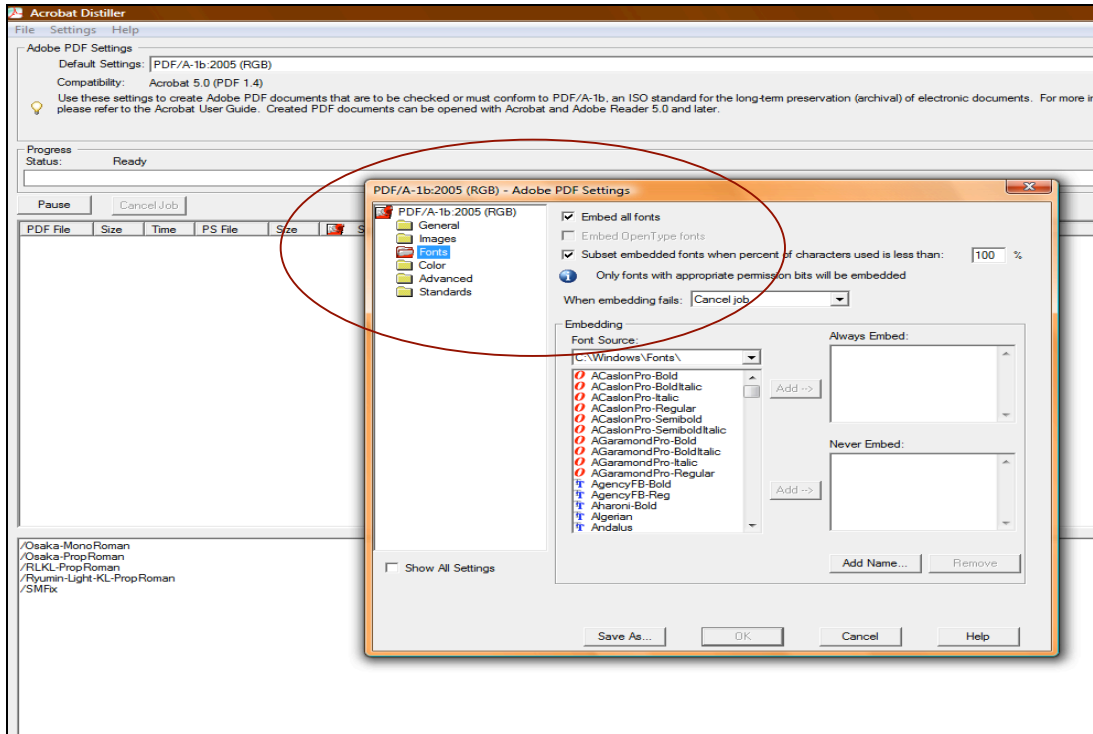 Acrobat Distiller
File Settings Help
Adobe PDF Settings
Default Settings: PDF/A-1b:2005 (RGB)
Compatibility: Acrobat 5.0 (PDF 1.4)
Use these settings to create Adobe PDF documents that are to be checked or must conform to PDF/A-1b, an ISO standard for the long-term preservation (archival) of electronic documents. For more
please refer to the Acrobat User Guide. Created PDF documents can be opened with Acrobat and Adobe Reader 5.0 and later.
Progress
Status: Ready
Pause Cancel Job
PDF File Size Time PS File Size S
/Osaka-MonoRoman
/Osaka-PropRoman
/RLKL-PropRoman
/Ryumin-Light-KL-PropRoman
/SMFix
PDF/A-1b:2005 (RGB) - Adobe PDF Settings
PDF/A-1b:2005 (RGB)
General
Images
Fonts
Color
Advanced
Standards
Show All Settings
Embed all fonts
Embed OpenType fonts
Subset embedded fonts when percent of characters used is less than: 100 %
Only fonts with appropriate permission bits will be embedded
When embedding fails: Cancel job
Embedding
Font Source:
C:\Windows\Fonts\
ACaslonPro-Bold
ACaslonPro-BoldItalic
ACaslonPro-Italic
ACaslonPro-Regular
ACaslonPro-Semibold
ACaslonPro-SemiboldItalic
AGaramondPro-Bold
AGaramondPro-BoldItalic
AGaramondPro-Italic
AGaramondPro-Regular
AgencyFB-Bold
AgencyFB-Reg
Aharoni-Bold
Algerian
Andalus
Add -->
Add -->
Always Embed:
Never Embed:
Add Name... Remove
Save As... OK Cancel Help